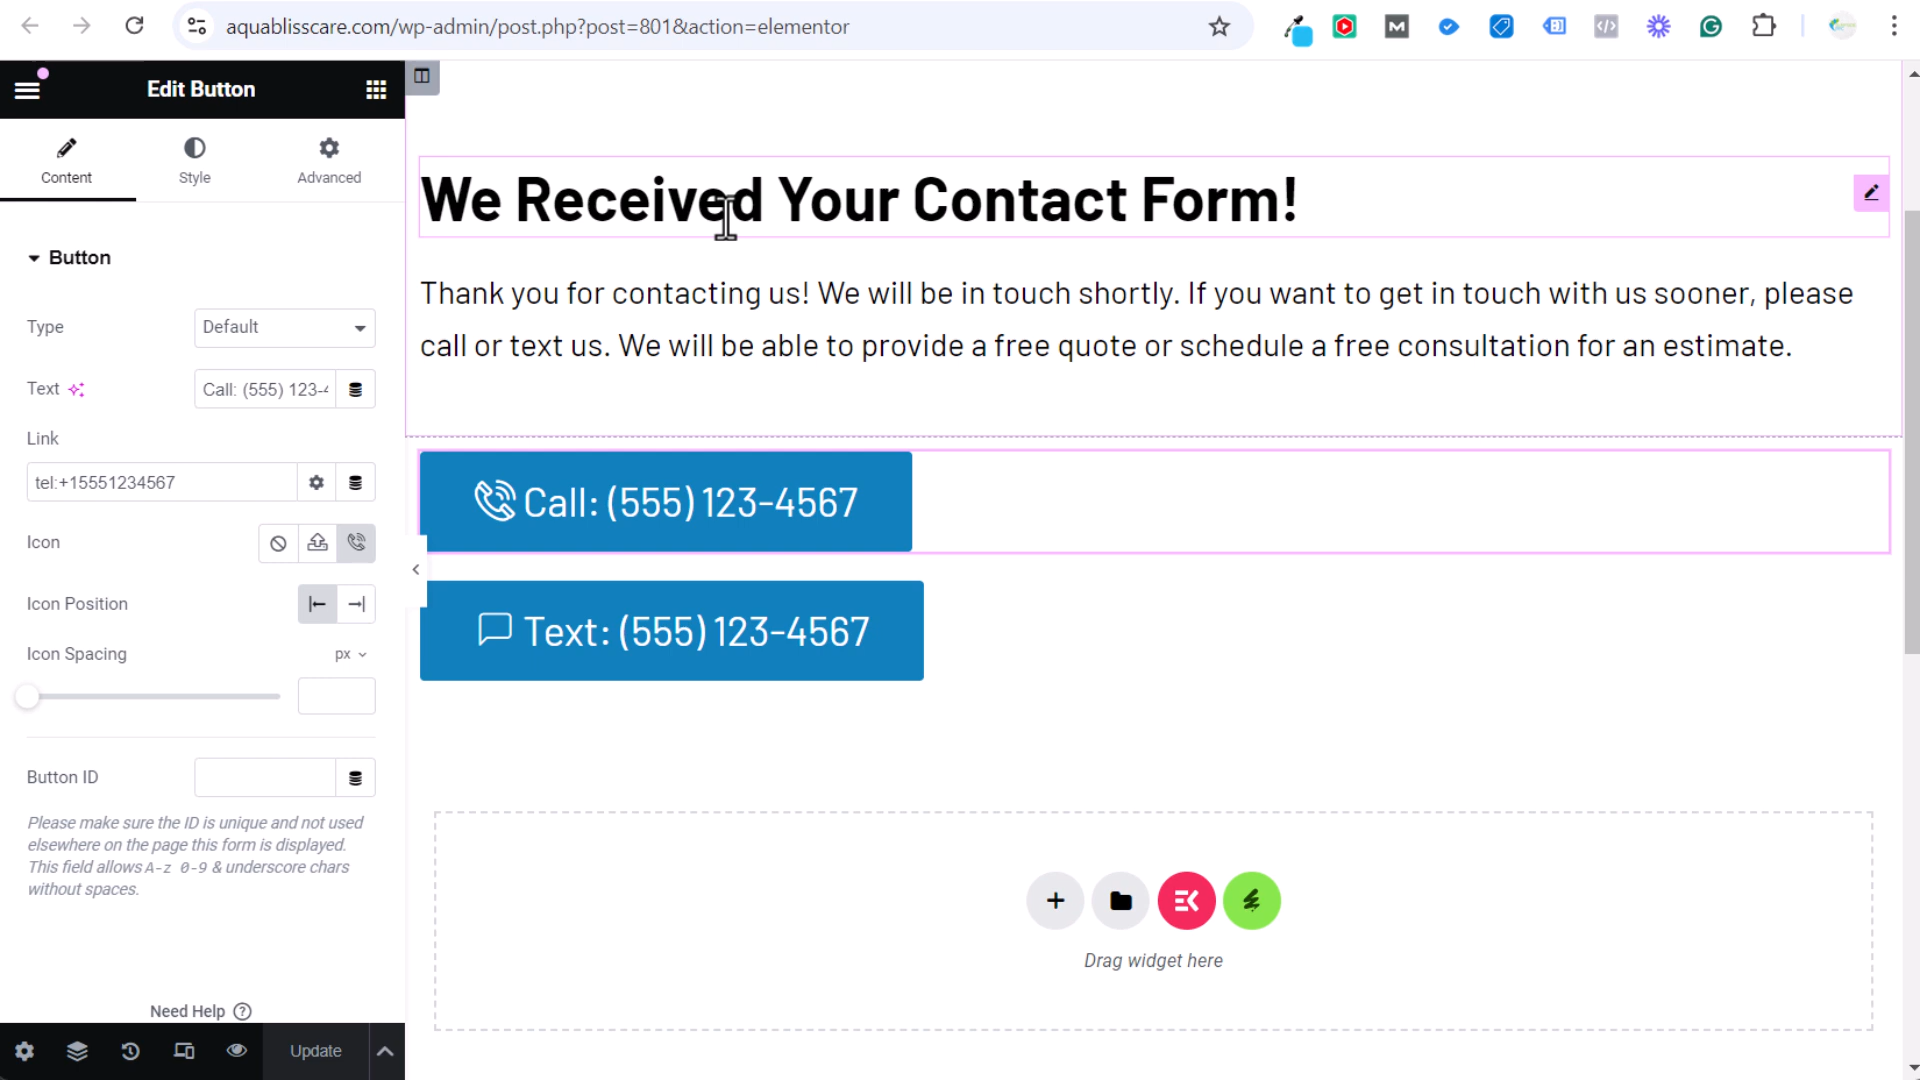 aquablisscare.com/wp-admin/post.php?post=801&action=elementor
Edit Button
Content
Style
Advanced
Button
Type
Default
Text
Call: (555) 123-4
Link
tel:+15551234567
Icon
Icon Position
Icon Spacing
px
Button ID
Please make sure the ID is unique and not used
elsewhere on the page this form is displayed.
This field allows A-z 0-9 & underscore chars
without spaces.
Need Help ?
Update
We Received Your Contact Form!
Thank you for contacting us! We will be in touch shortly. If you want to get in touch with us sooner, please
call or text us. We will be able to provide a free quote or schedule a free consultation for an estimate.
Call: (555) 123-4567
Text: (555) 123-4567
Drag widget here